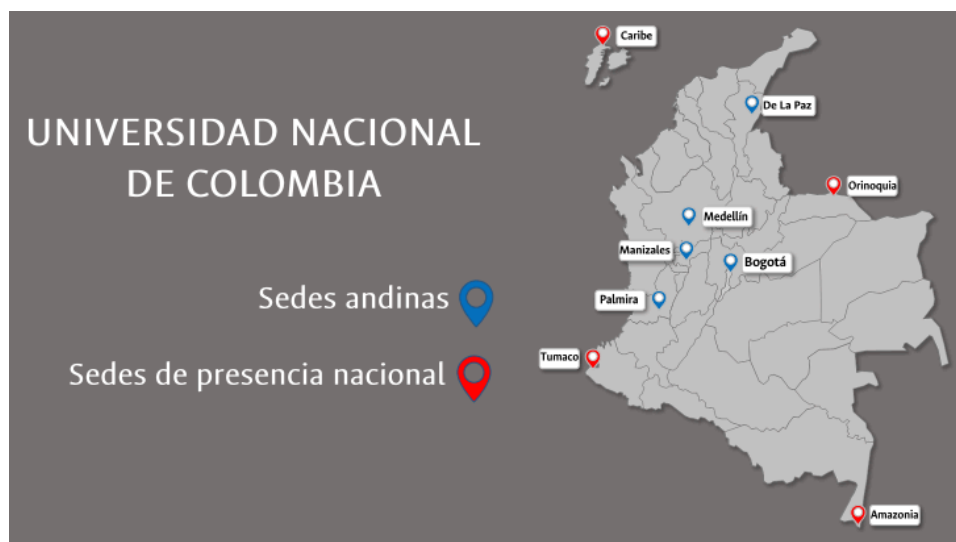 UNIVERSIDAD NACIONAL
DE COLOMBIA
Sedes andinas
Sedes de presencia nacional
Caribe
De La Paz
Orinoquia
Medellín
Manizales
Bogotá
Palmira
Tumaco
Amazonia